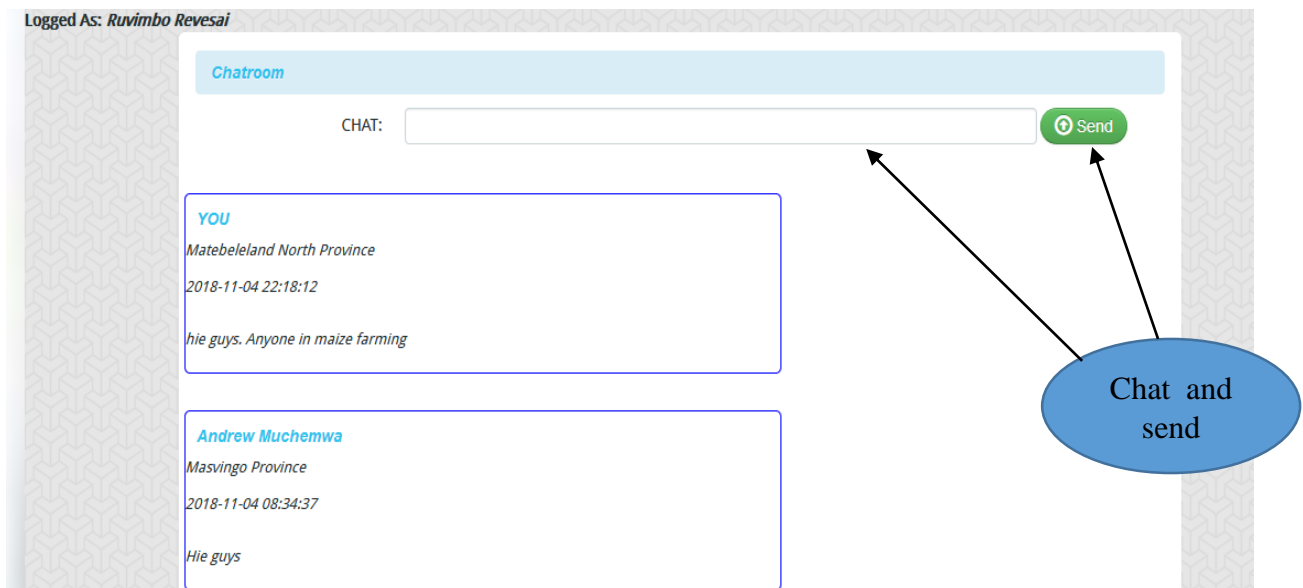 Logged As: Ruvimbo Revesai
Chatroom
CHAT:
Send
YOU
Matebeleland North Province
2018-11-04 22:18:12
hie guys. Anyone in maize farming
Andrew Muchemwa
Masvingo Province
2018-11-04 08:34:37
Hie guys
Chat and
send